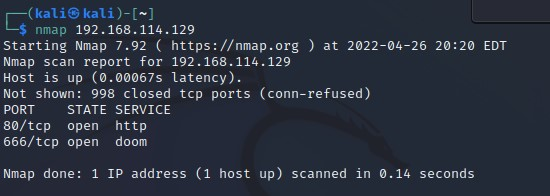 ┌──(kali㉿kali)-[~]
└─$ nmap 192.168.114.129
Starting Nmap 7.92 ( https://nmap.org ) at 2022-04-26 20:20 EDT
Nmap scan report for 192.168.114.129
Host is up (0.00067s latency).
Not shown: 998 closed tcp ports (conn-refused)
PORT    STATE SERVICE
80/tcp  open  http
666/tcp open  doom
Nmap done: 1 IP address (1 host up) scanned in 0.14 seconds